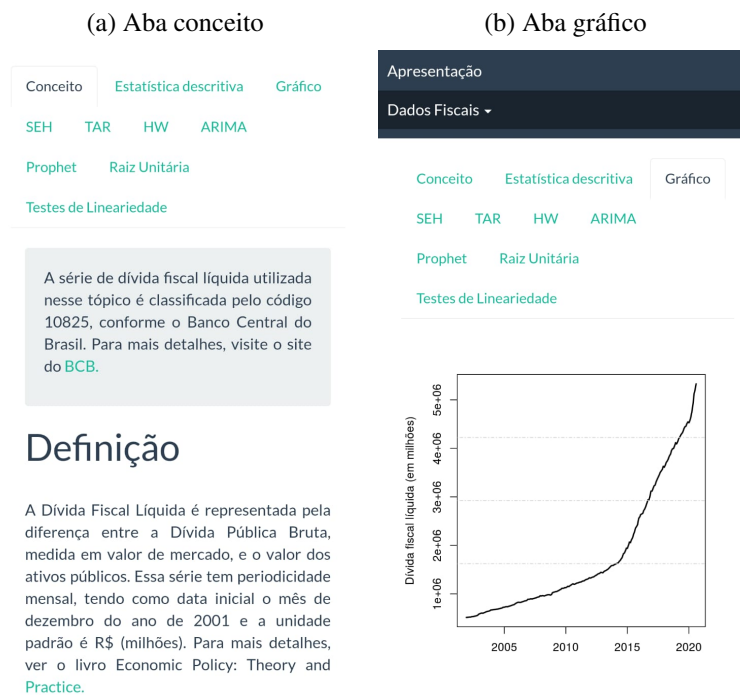 (a) Aba conceito
Conceito Estatística descritiva Gráfico
SEH TAR HW ARIMA
Prophet Raiz Unitária
Testes de Lineariedade
A série de dívida fiscal líquida utilizada
nesse tópico é classificada pelo código
10825, conforme o Banco Central do
Brasil. Para mais detalhes, visite o site
do BCB.
Definição
A Dívida Fiscal Líquida é representada pela
diferença entre a Dívida Pública Bruta,
medida em valor de mercado, e o valor dos
ativos públicos. Essa série tem periodicidade
mensal, tendo como data inicial o mês de
dezembro do ano de 2001 e a unidade
padrão é R$ (milhões). Para mais detalhes,
ver o livro Economic Policy: Theory and
Practice.
(b) Aba gráfico
Apresentação
Dados Fiscais
Conceito Estatística descritiva Gráfico
SEH TAR HW ARIMA
Prophet Raiz Unitária
Testes de Lineariedade
Dívida fiscal líquida (em milhões)
5e+06
4e+06
3e+06
2e+06
1e+06
2005 2010 2015 2020